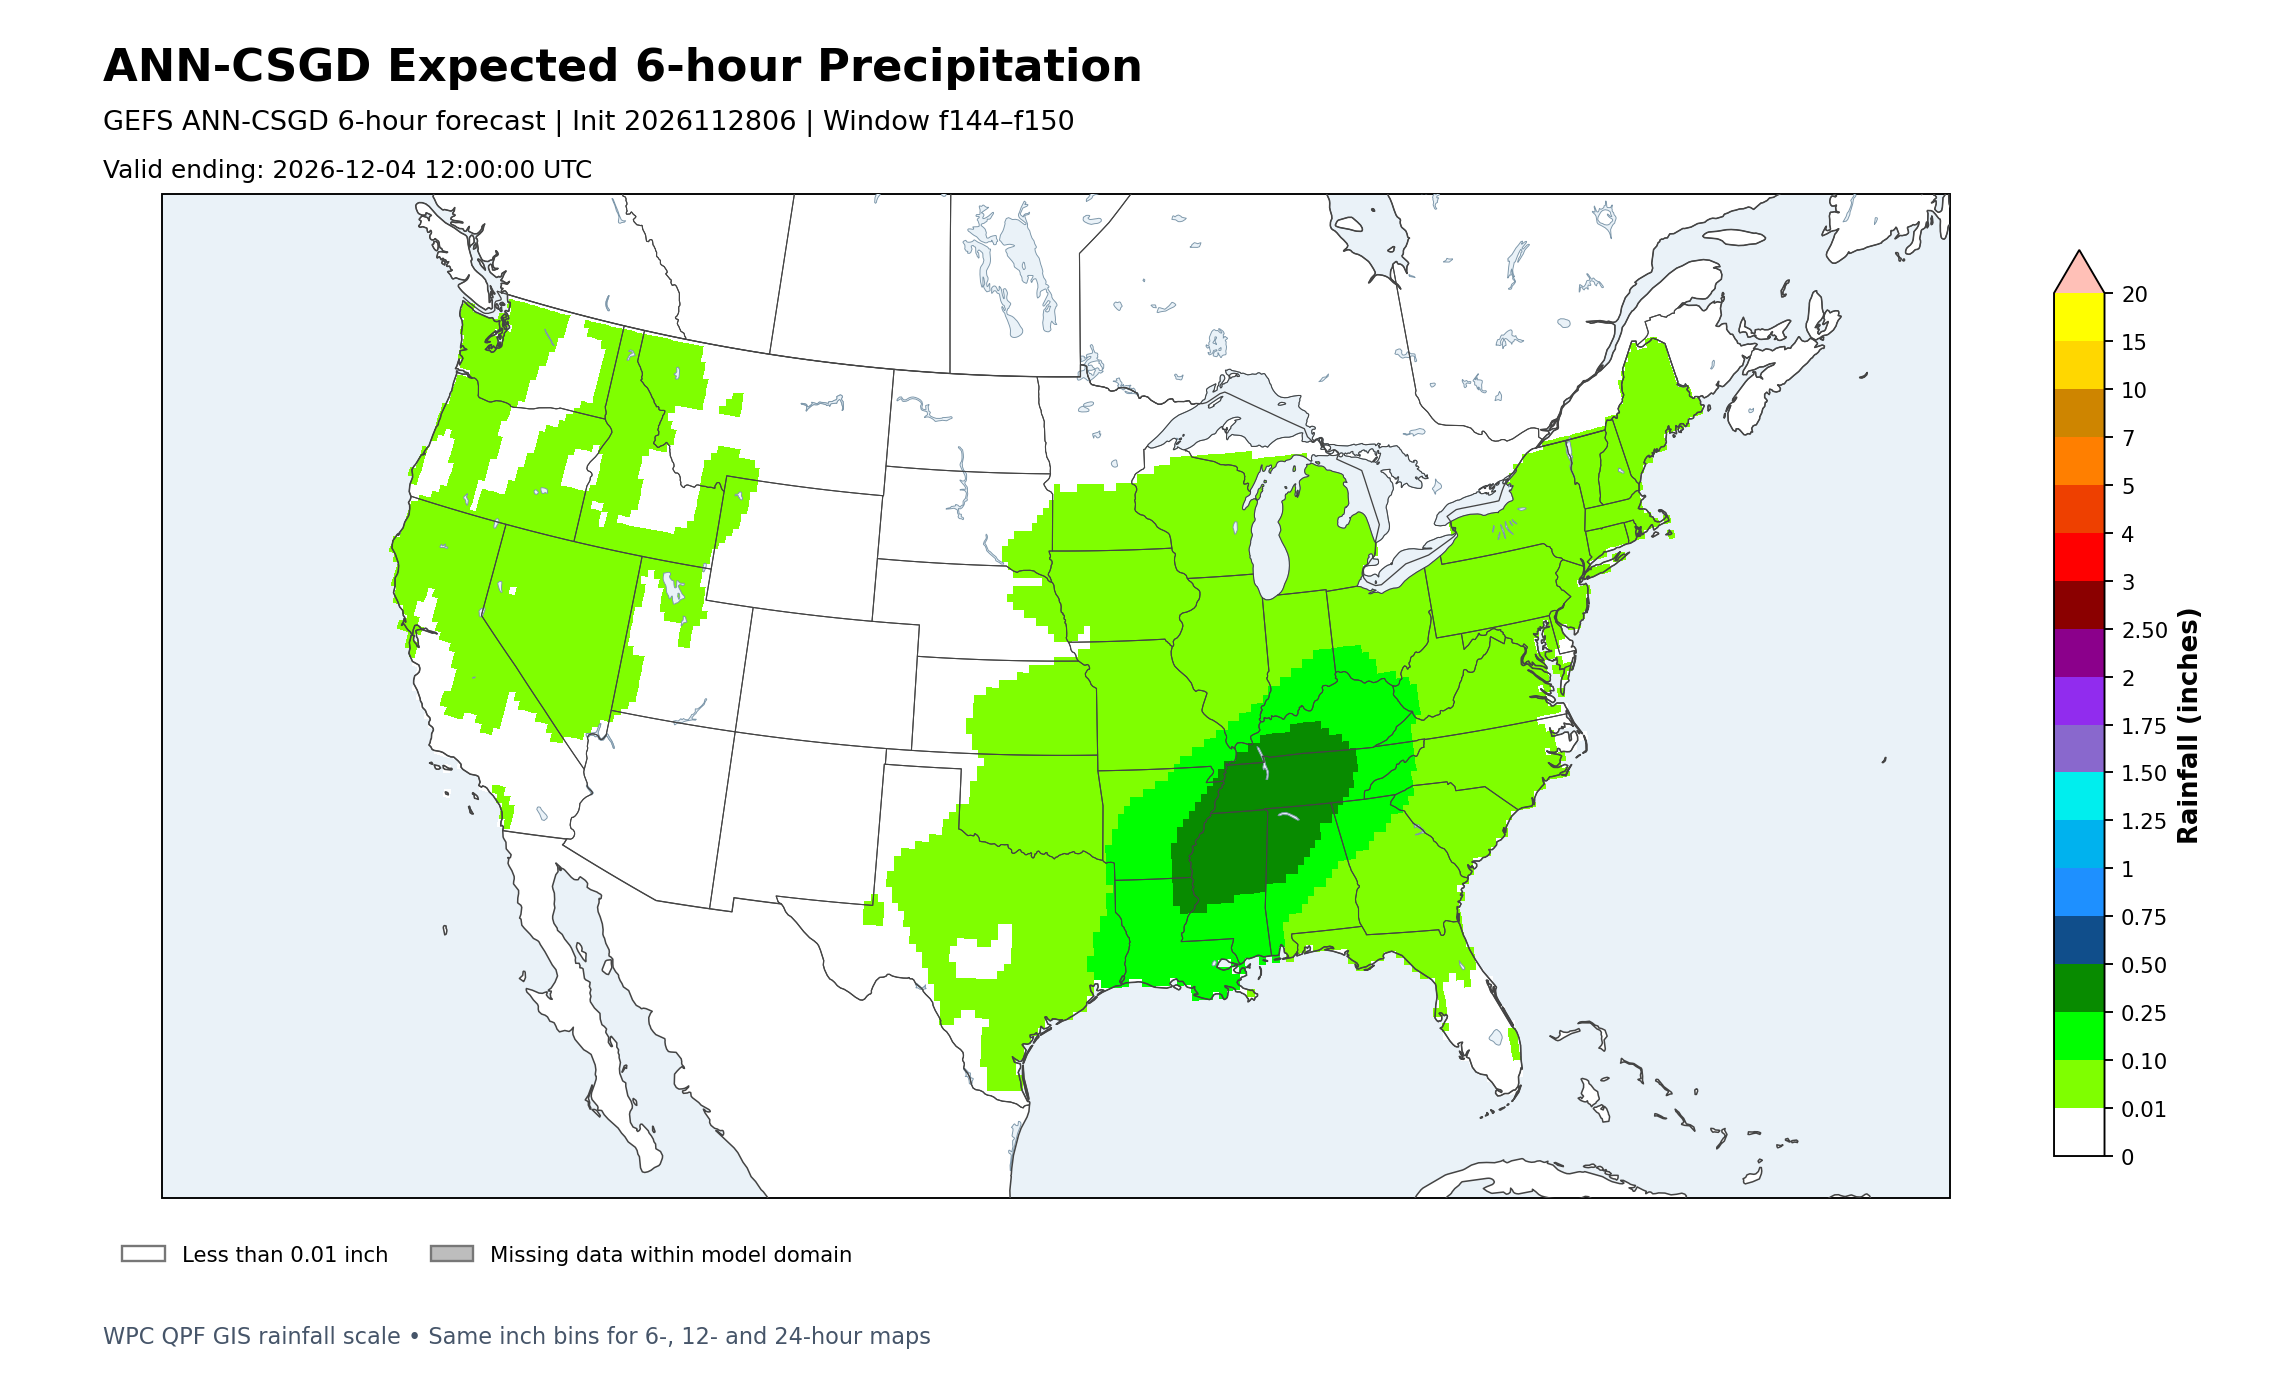 ANN-CSGD Expected 6-hour Precipitation
GEFS ANN-CSGD 6-hour forecast | Init 2026112806 | Window f144–f150
Valid ending: 2026-12-04 12:00:00 UTC
20
15
10
7
5
4
3
2.50
2
1.75
1.50
1.25
1
0.75
0.50
0.25
0.10
0.01
0
Rainfall (inches)
Less than 0.01 inch
Missing data within model domain
WPC QPF GIS rainfall scale • Same inch bins for 6-, 12- and 24-hour maps